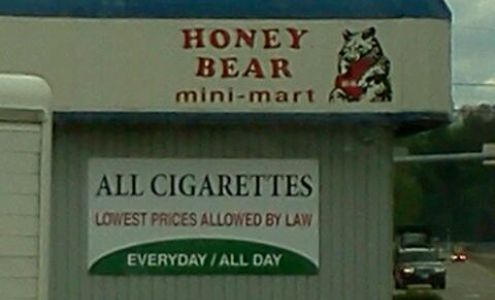 HONEY
BEAR
mini-mart
ALL CIGARETTES
LOWEST PRICES ALLOWED BY LAW
EVERYDAY / ALL DAY